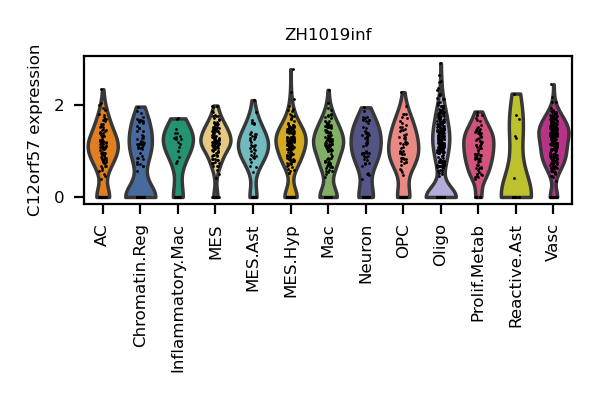 ZH1019inf
C12orf57 expression
2
0
AC
Chromatin.Reg
Inflammatory.Mac
MES
MES.Ast
MES.Hyp
Mac
Neuron
OPC
Oligo
Prolif.Metab
Reactive.Ast
Vasc